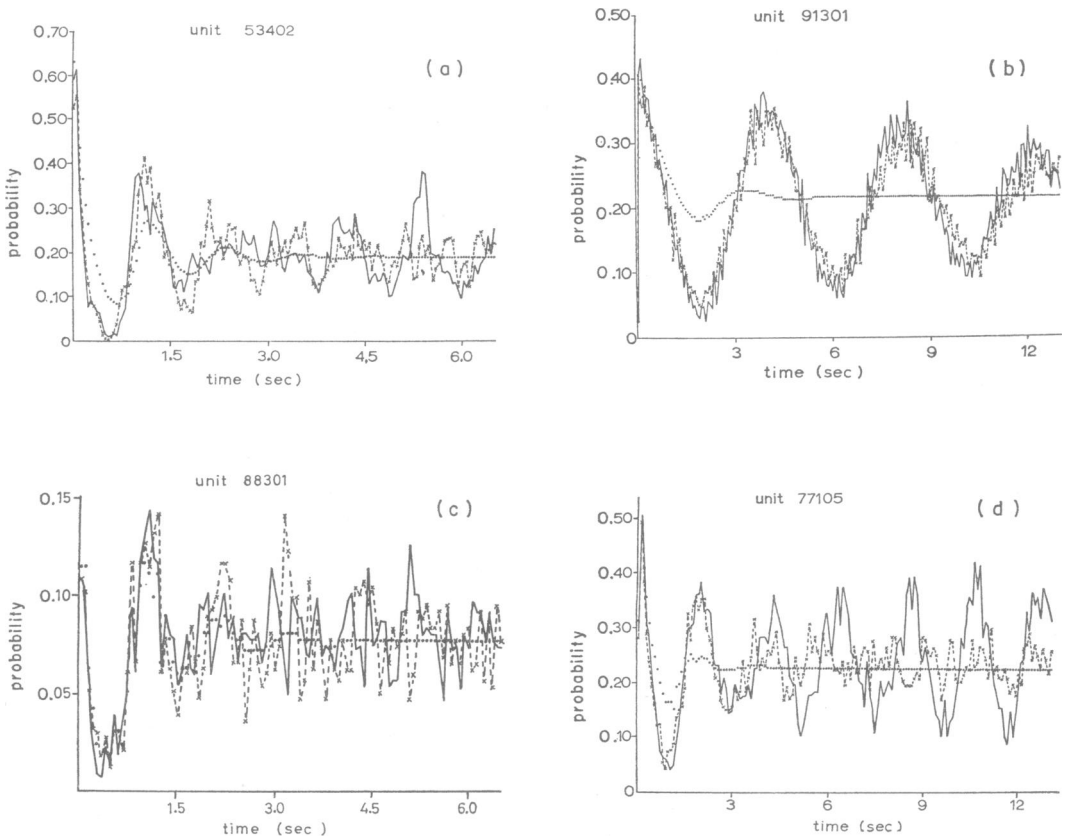 unit 53402
(a)
0.70
0.60
0.50
0.40
0.30
0.20
0.10
0
probability
1.5
3.0
4.5
6.0
time (sec)
unit 91301
(b)
0.50
0.40
0.30
0.20
0.10
0
probability
3
6
9
12
time (sec)
unit 88301
(c)
0.15
0.10
0.05
probability
1.5
3.0
4.5
6.0
time (sec)
unit 77105
(d)
0.50
0.40
0.30
0.20
0.10
0
probability
3
6
9
12
time (sec)